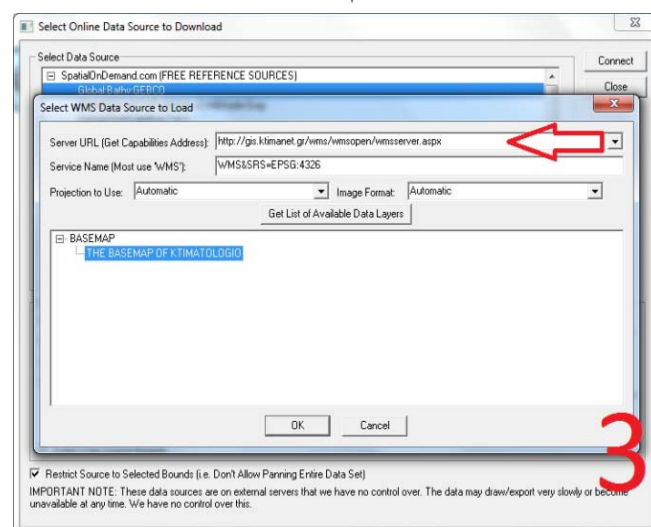 Select Online Data Source to Download
Select Data Source
SpatialOnDemand.com (FREE REFERENCE SOURCES)
Global Bathy GEBCO
Connect
Close
Select WMS Data Source to Load
Server URL (Get Capabilities Address): http://gis.ktimanet.gr/wms/wmsopen/wmsserver.aspx
Service Name (Most use 'WMS'): WMS&SRS=EPSG:4326
Projection to Use: Automatic Image Format: Automatic
Get List of Available Data Layers
BASEMAP
THE BASEMAP OF KTIMATOLOGIO
OK Cancel
3
Restrict Source to Selected Bounds (i.e. Don't Allow Panning Entire Data Set)
IMPORTANT NOTE: These data sources are on external servers that we have no control over. The data may draw/export very slowly or become
unavailable at any time. We have no control over this.